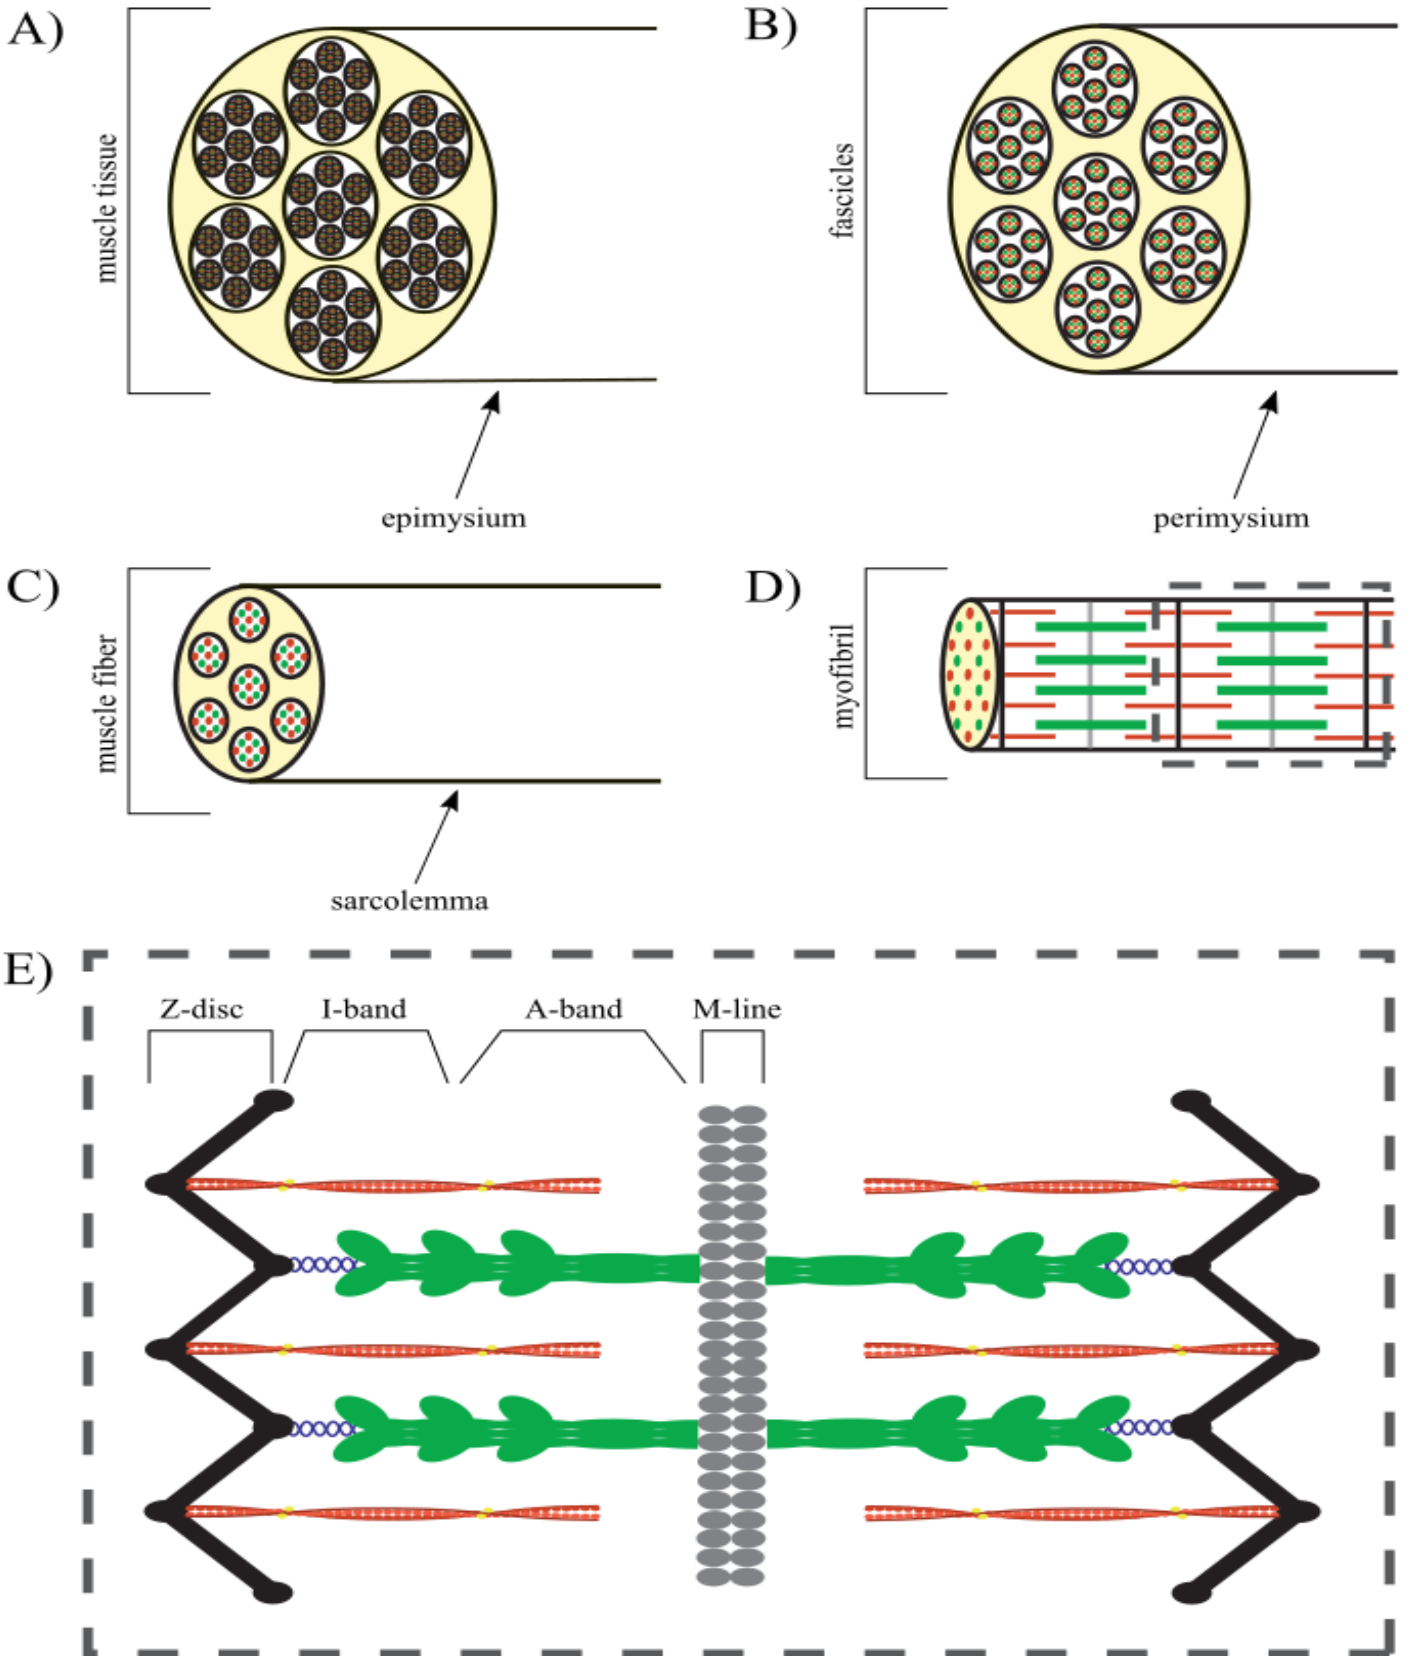 A)
muscle tissue
epimysium
B)
fascicles
perimysium
C)
muscle fiber
sarcolemma
D)
myofibril
E)
Z-disc
I-band
A-band
M-line